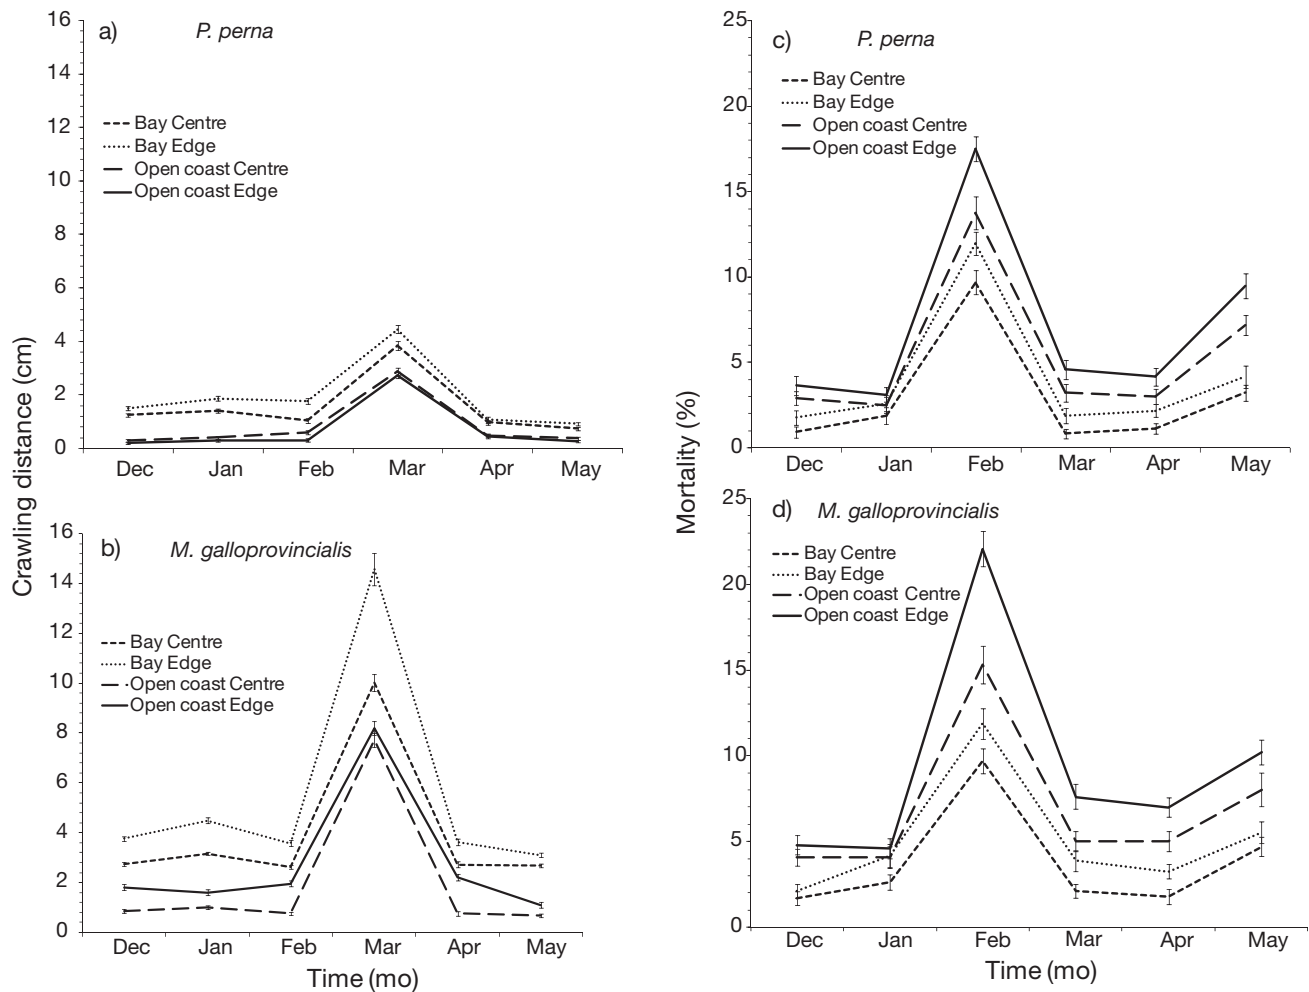 Crawling distance (cm)
a) P. perna
16
14
12
10
8
6
4
2
0
Bay Centre
Bay Edge
Open coast Centre
Open coast Edge
Dec Jan Feb Mar Apr May
b) M. galloprovincialis
16
14
12
10
8
6
4
2
0
Bay Centre
Bay Edge
Open coast Centre
Open coast Edge
Dec Jan Feb Mar Apr May
Time (mo)
Mortality (%)
c) P. perna
25
20
15
10
5
0
Bay Centre
Bay Edge
Open coast Centre
Open coast Edge
Dec Jan Feb Mar Apr May
d) M. galloprovincialis
25
20
15
10
5
0
Bay Centre
Bay Edge
Open coast Centre
Open coast Edge
Dec Jan Feb Mar Apr May
Time (mo)